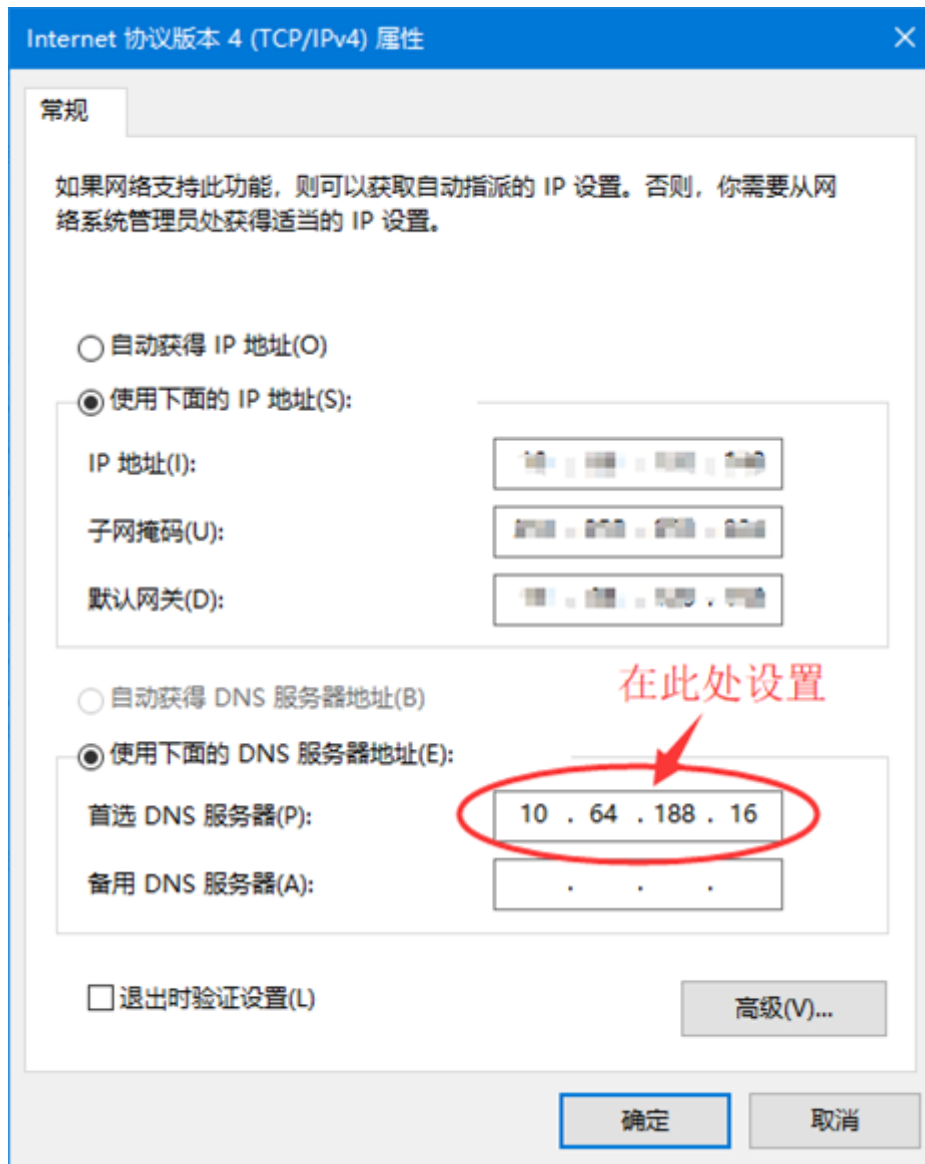 Internet 协议版本 4 (TCP/IPv4) 属性
常规
如果网络支持此功能，则可以获取自动指派的 IP 设置。否则，你需要从网
络系统管理员处获得适当的 IP 设置。
自动获得 IP 地址(O)
使用下面的 IP 地址(S):
IP 地址(I):
子网掩码(U):
默认网关(D):
在此处设置
自动获得 DNS 服务器地址(B)
使用下面的 DNS 服务器地址(E):
首选 DNS 服务器(P): 10 . 64 . 188 . 16
备用 DNS 服务器(A): . . .
退出时验证设置(L)
高级(V)...
确定 取消